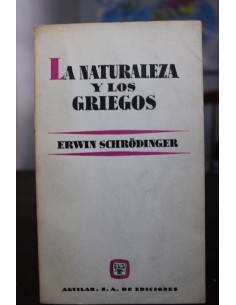 LA NATURALEZA
Y LOS
GRIEGOS
ERWIN SCHRÖDINGER
AGUILAR, S. A. DE EDICIONES